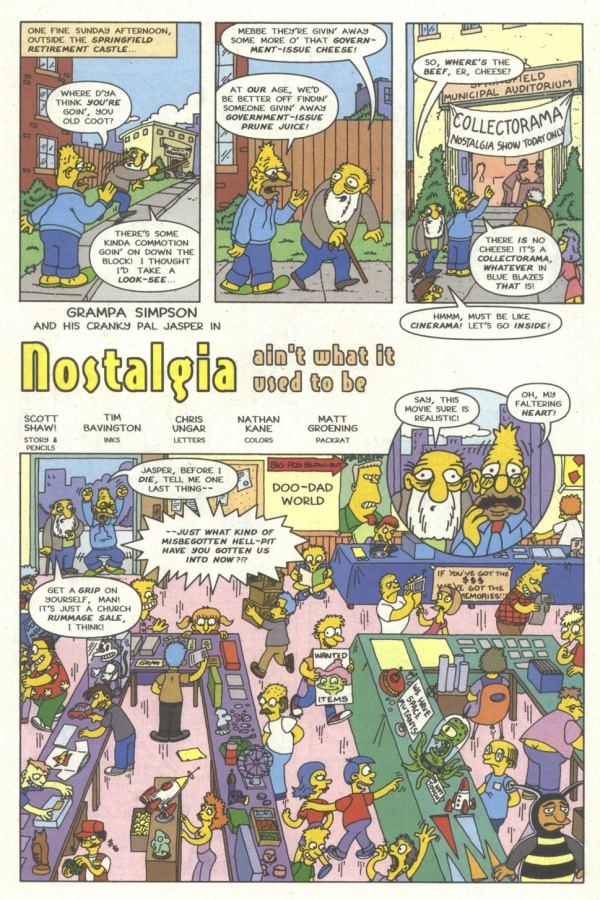 ONE FINE SUNDAY AFTERNOON,
OUTSIDE THE SPRINGFIELD
RETIREMENT CASTLE...
WHERE D'YA
THINK YOU'RE
GOIN', YOU
OLD COOT?
THERE'S SOME
KINDA COMMOTION
GOIN' ON DOWN THE
BLOCK! I THOUGHT
I'D TAKE A
LOOK-SEE...
MEBBE THEY'RE GIVIN' AWAY
SOME MORE O' THAT GOVERN-
MENT-ISSUE CHEESE!
AT OUR AGE, WE'D
BE BETTER OFF FINDIN'
SOMEONE GIVIN' AWAY
GOVERNMENT-ISSUE
PRUNE JUICE!
SO, WHERE'S THE
BEEF, ER, CHEESE?
SPRINGFIELD
MUNICIPAL AUDITORIUM
COLLECTORAMA
NOSTALGIA SHOW TODAY ONLY
THERE IS NO
CHEESE! IT'S A
COLLECTORAMA,
WHATEVER IN
BLUE BLAZES
THAT IS!
HMMM, MUST BE LIKE
CINERAMA! LET'S GO INSIDE!
GRAMPA SIMPSON
AND HIS CRANKY PAL JASPER IN
Nostalgia ain't what it
used to be
SCOTT
SHAW!
STORY &
PENCILS
TIM
BAVINGTON
INKS
CHRIS
UNGAR
LETTERS
NATHAN
KANE
COLORS
MATT
GROENING
PACKRAT
SAY, THIS
MOVIE SURE IS
REALISTIC!
OH, MY
FALTERING
HEART!
JASPER, BEFORE I
DIE, TELL ME ONE
LAST THING--
--JUST WHAT KIND OF
MISBEGOTTEN HELL-PIT
HAVE YOU GOTTEN US
INTO NOW?!?
GET A GRIP ON
YOURSELF, MAN!
IT'S JUST A CHURCH
RUMMAGE SALE,
I THINK!
BIG POG BLOW-OUT
DOO-DAD
WORLD
IF YOU'VE GOT THE
$$$
WE'VE GOT THE
MEMORIES!
WANTED
ITEMS
WE HAVE
SPACE
MUTANTS!